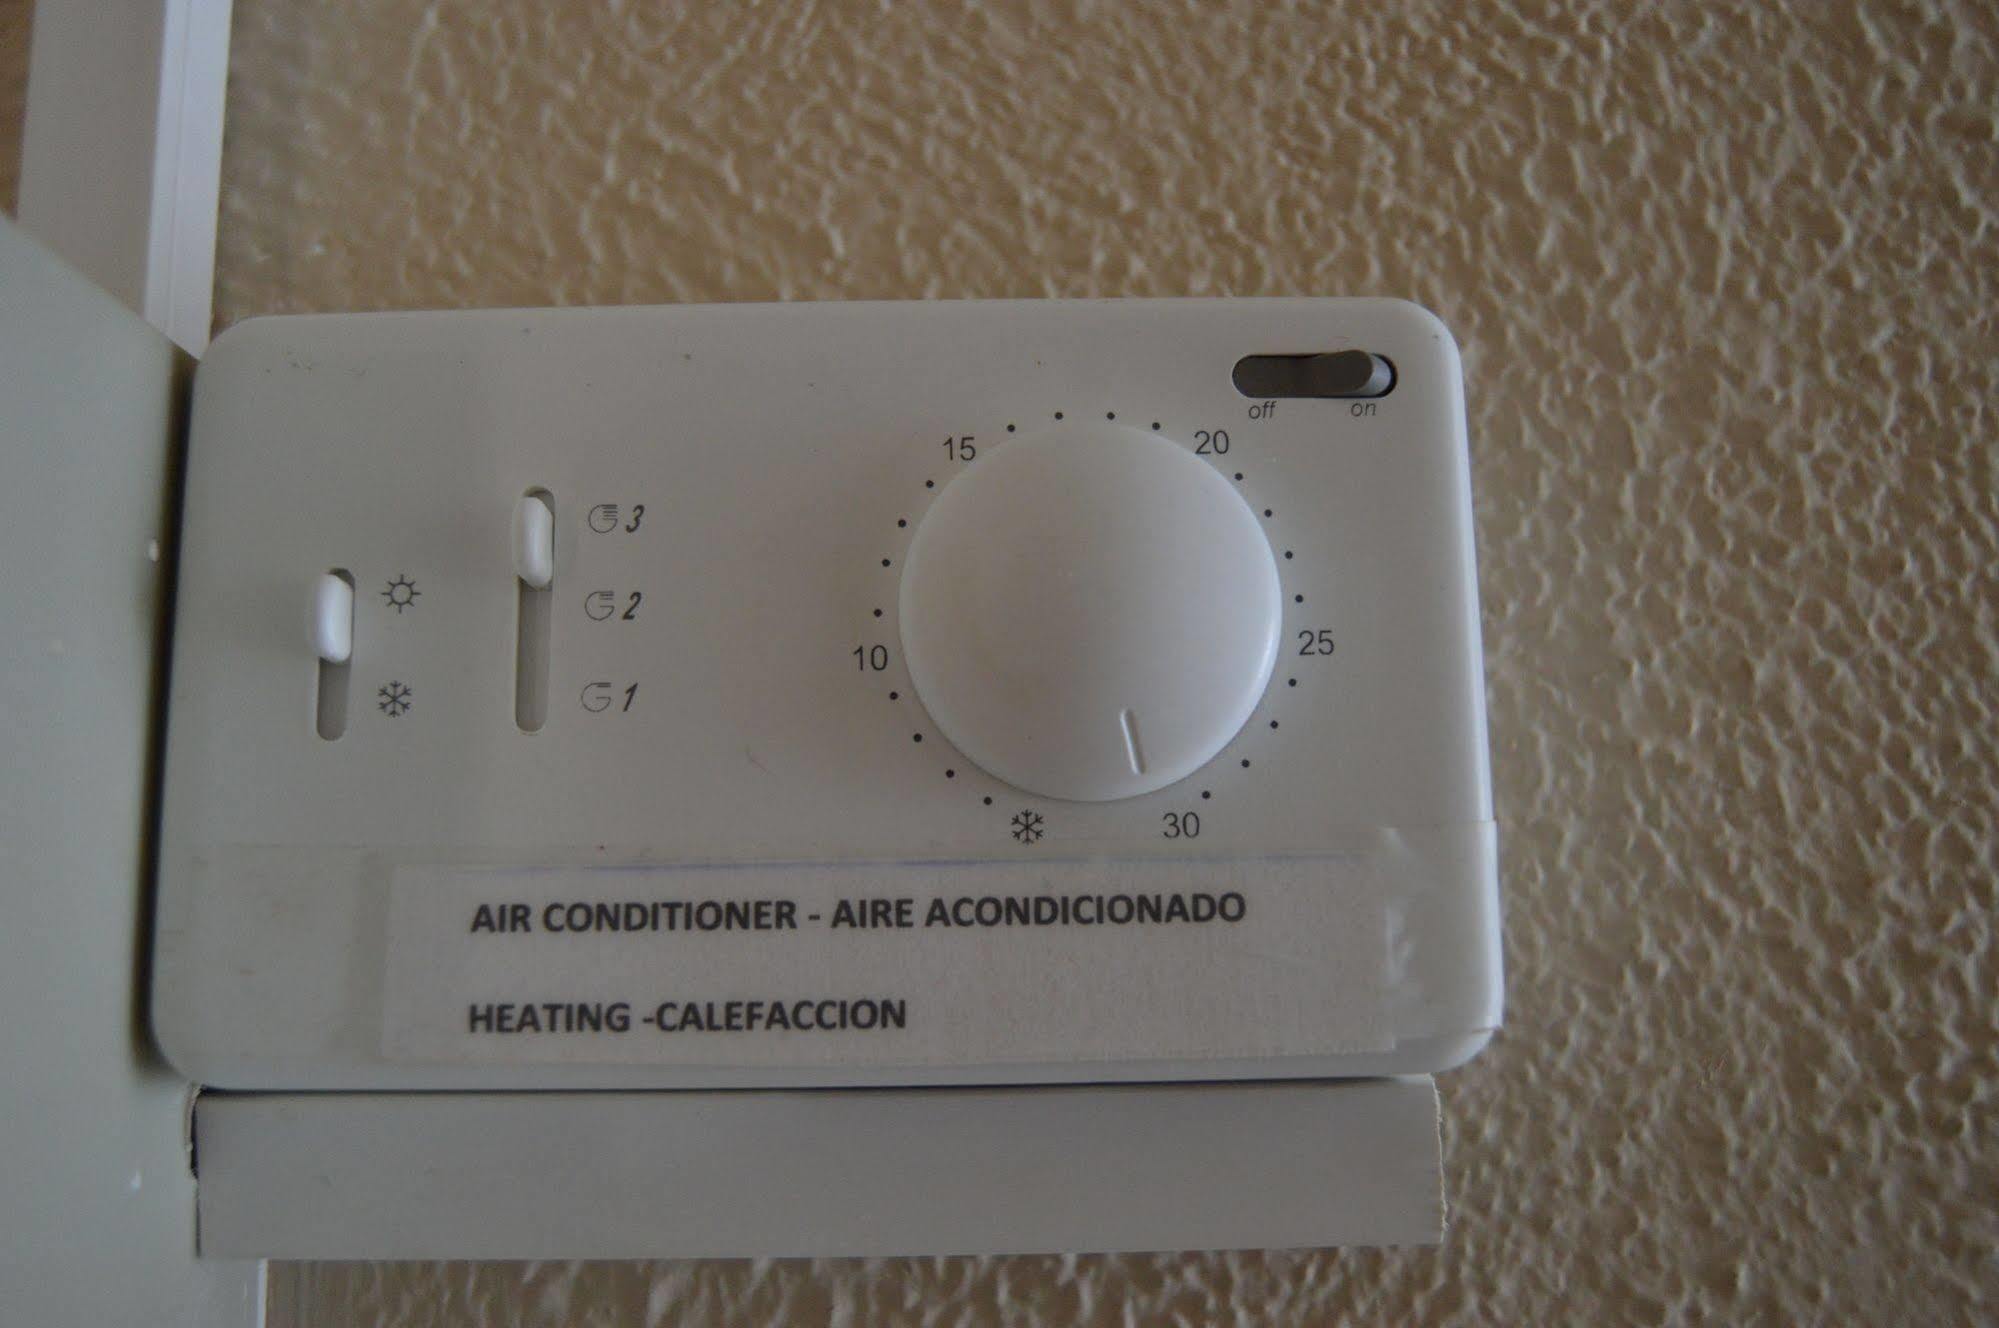 off on
15 20
3
2
10 25
1
30
AIR CONDITIONER - AIRE ACONDICIONADO
HEATING -CALEFACCION